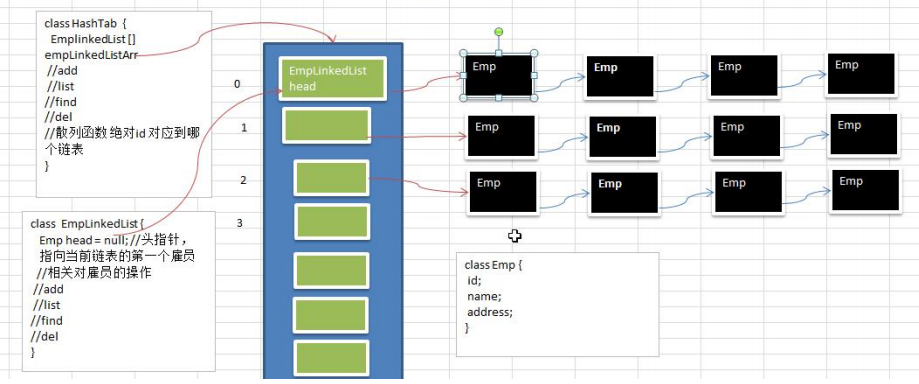 class HashTab {
EmplinkedList []
empLinkedListArr
//add
//list
//find
//del
//散列函数 绝对id 对应到哪
个链表
}
class EmpLinkedList {
Emp head = null; //头指针,
指向当前链表的第一个雇员
//相关对雇员的操作
//add
//list
//find
//del
}
0
1
2
3
EmpLinkedList
head
Emp
Emp
Emp
Emp
Emp
Emp
Emp
Emp
Emp
Emp
Emp
Emp
class Emp {
id;
name;
address;
}